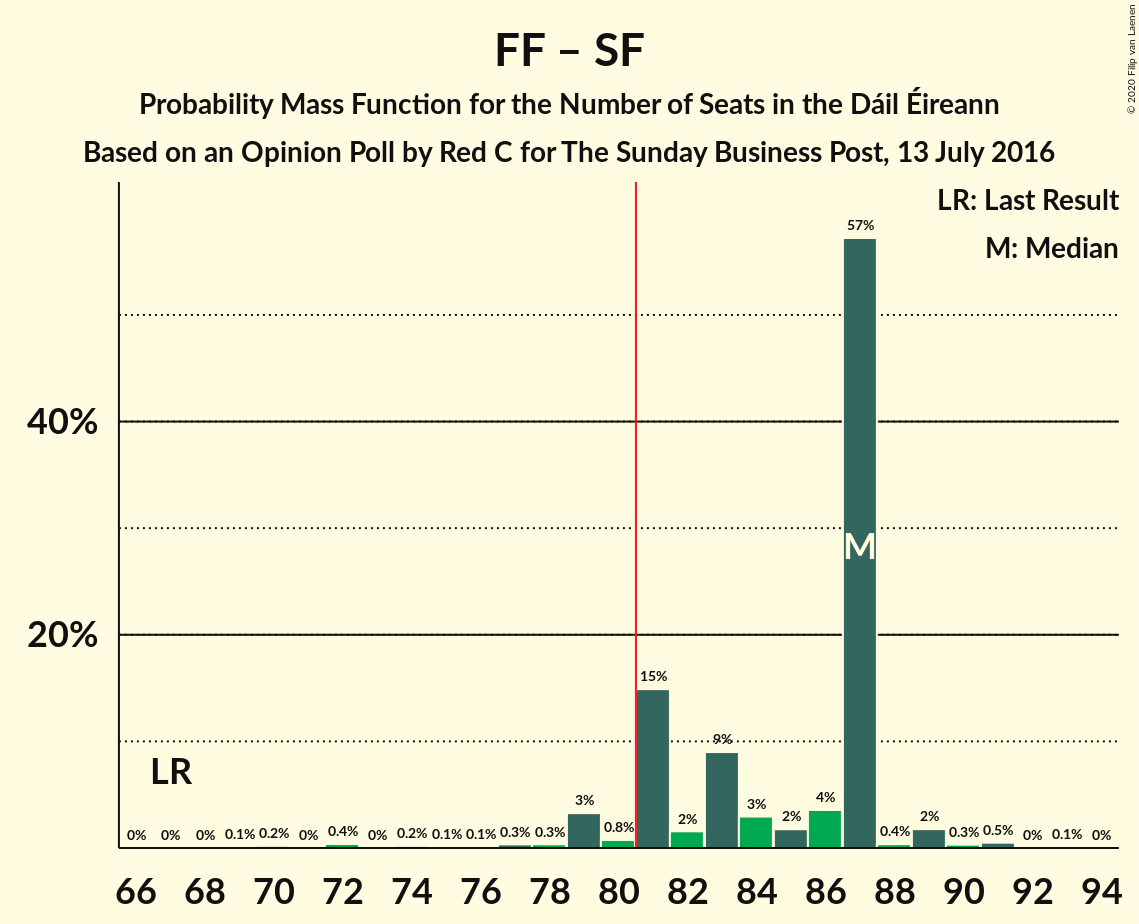 FF – SF
Probability Mass Function for the Number of Seats in the Dáil Éireann
Based on an Opinion Poll by Red C for The Sunday Business Post, 13 July 2016
© 2020 Filip van Laenen
LR: Last Result
M: Median
57%
40%
M
20%
15%
9%
LR
3%
0.8%
2%
3%
2%
4%
0.4%
2%
0.3%
0.5%
0%
0.1%
0%
0% 0% 0% 0.1% 0.2% 0% 0.4% 0% 0.2% 0.1% 0.1% 0.3% 0.3%
66 68 70 72 74 76 78 80 82 84 86 88 90 92 94